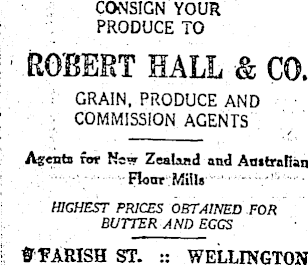 CONSIGN YOUR
PRODUCE TO
ROBERT HALL & CO.
GRAIN, PRODUCE AND
COMMISSION AGENTS
Agents for New Zealand and Australian
Flour Mills
HIGHEST PRICES OBTAINED FOR
BUTTER AND EGGS
FARISH ST. :: WELLINGTON